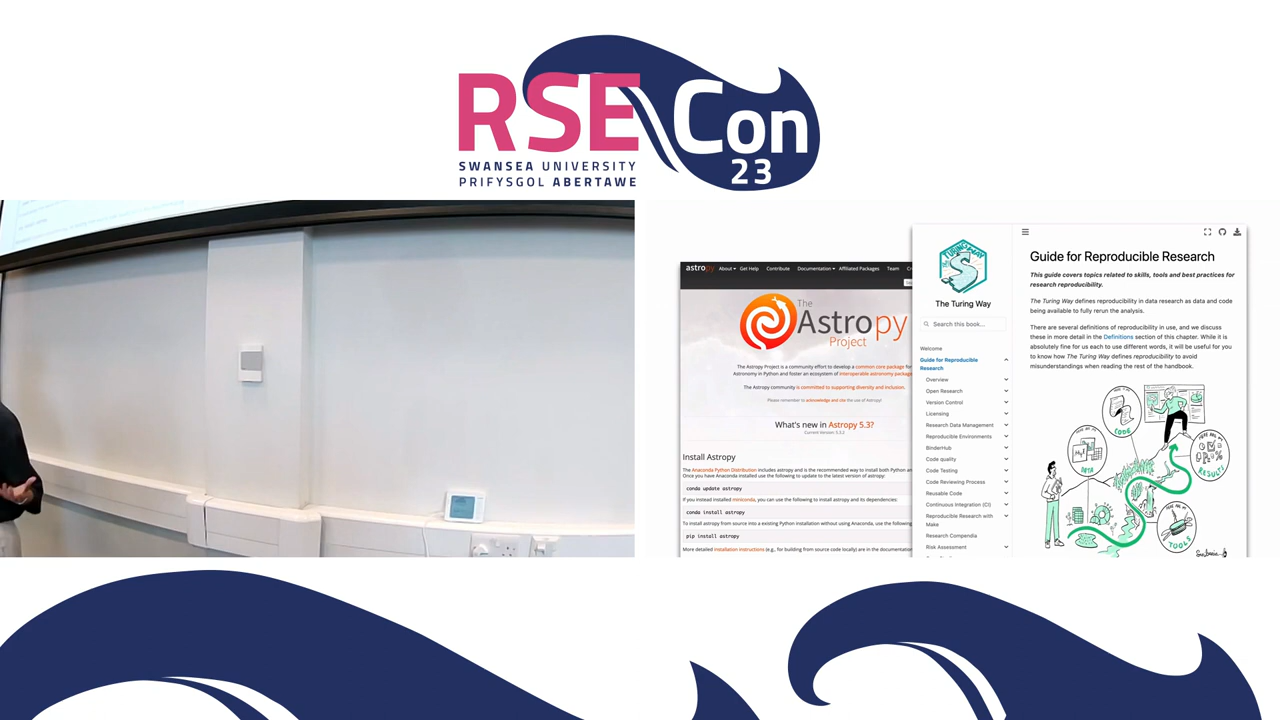 RSE Con
SWANSEA UNIVERSITY
PRIFYSGOL ABERTAWE
23
astropy About Get Help Contribute Documentation Affiliated Packages Team
The
Astropy
Project
The Astropy Project is a community effort to develop a common core package for
Astronomy in Python and foster an ecosystem of interoperable astronomy package
The Astropy community is committed to supporting diversity and inclusion.
Please remember to acknowledge and cite the use of Astropy!
What's new in Astropy 5.3?
Current Version: 5.3.2
Install Astropy
The Anaconda Python Distribution includes astropy and is the recommended way to install both Python an
Once you have Anaconda installed use the following to update to the latest version of astropy:
conda update astropy
If you instead installed miniconda, you can use the following to install astropy and its dependencies:
conda install astropy
To install astropy from source into a existing Python installation without using Anaconda, use the following
pip install astropy
More detailed installation instructions (e.g., for building from source code locally) are in the documentation
THE TURING WAY
The Turing Way
Search this book...
Welcome
Guide for Reproducible
Research
Overview
Open Research
Version Control
Licensing
Research Data Management
Reproducible Environments
BinderHub
Code quality
Code Testing
Code Reviewing Process
Reusable Code
Continuous Integration (CI)
Reproducible Research with
Make
Research Compendia
Risk Assessment
Guide for Reproducible Research
This guide covers topics related to skills, tools and best practices for
research reproducibility.
The Turing Way defines reproducibility in data research as data and code
being available to fully rerun the analysis.
There are several definitions of reproducibility in use, and we discuss
these in more detail in the Definitions section of this chapter. While it is
absolutely fine for us each to use different words, it will be useful for you
to know how The Turing Way defines reproducibility to avoid
misunderstandings when reading the rest of the handbook.
CODE
DATA
RESULTS
TOOLS